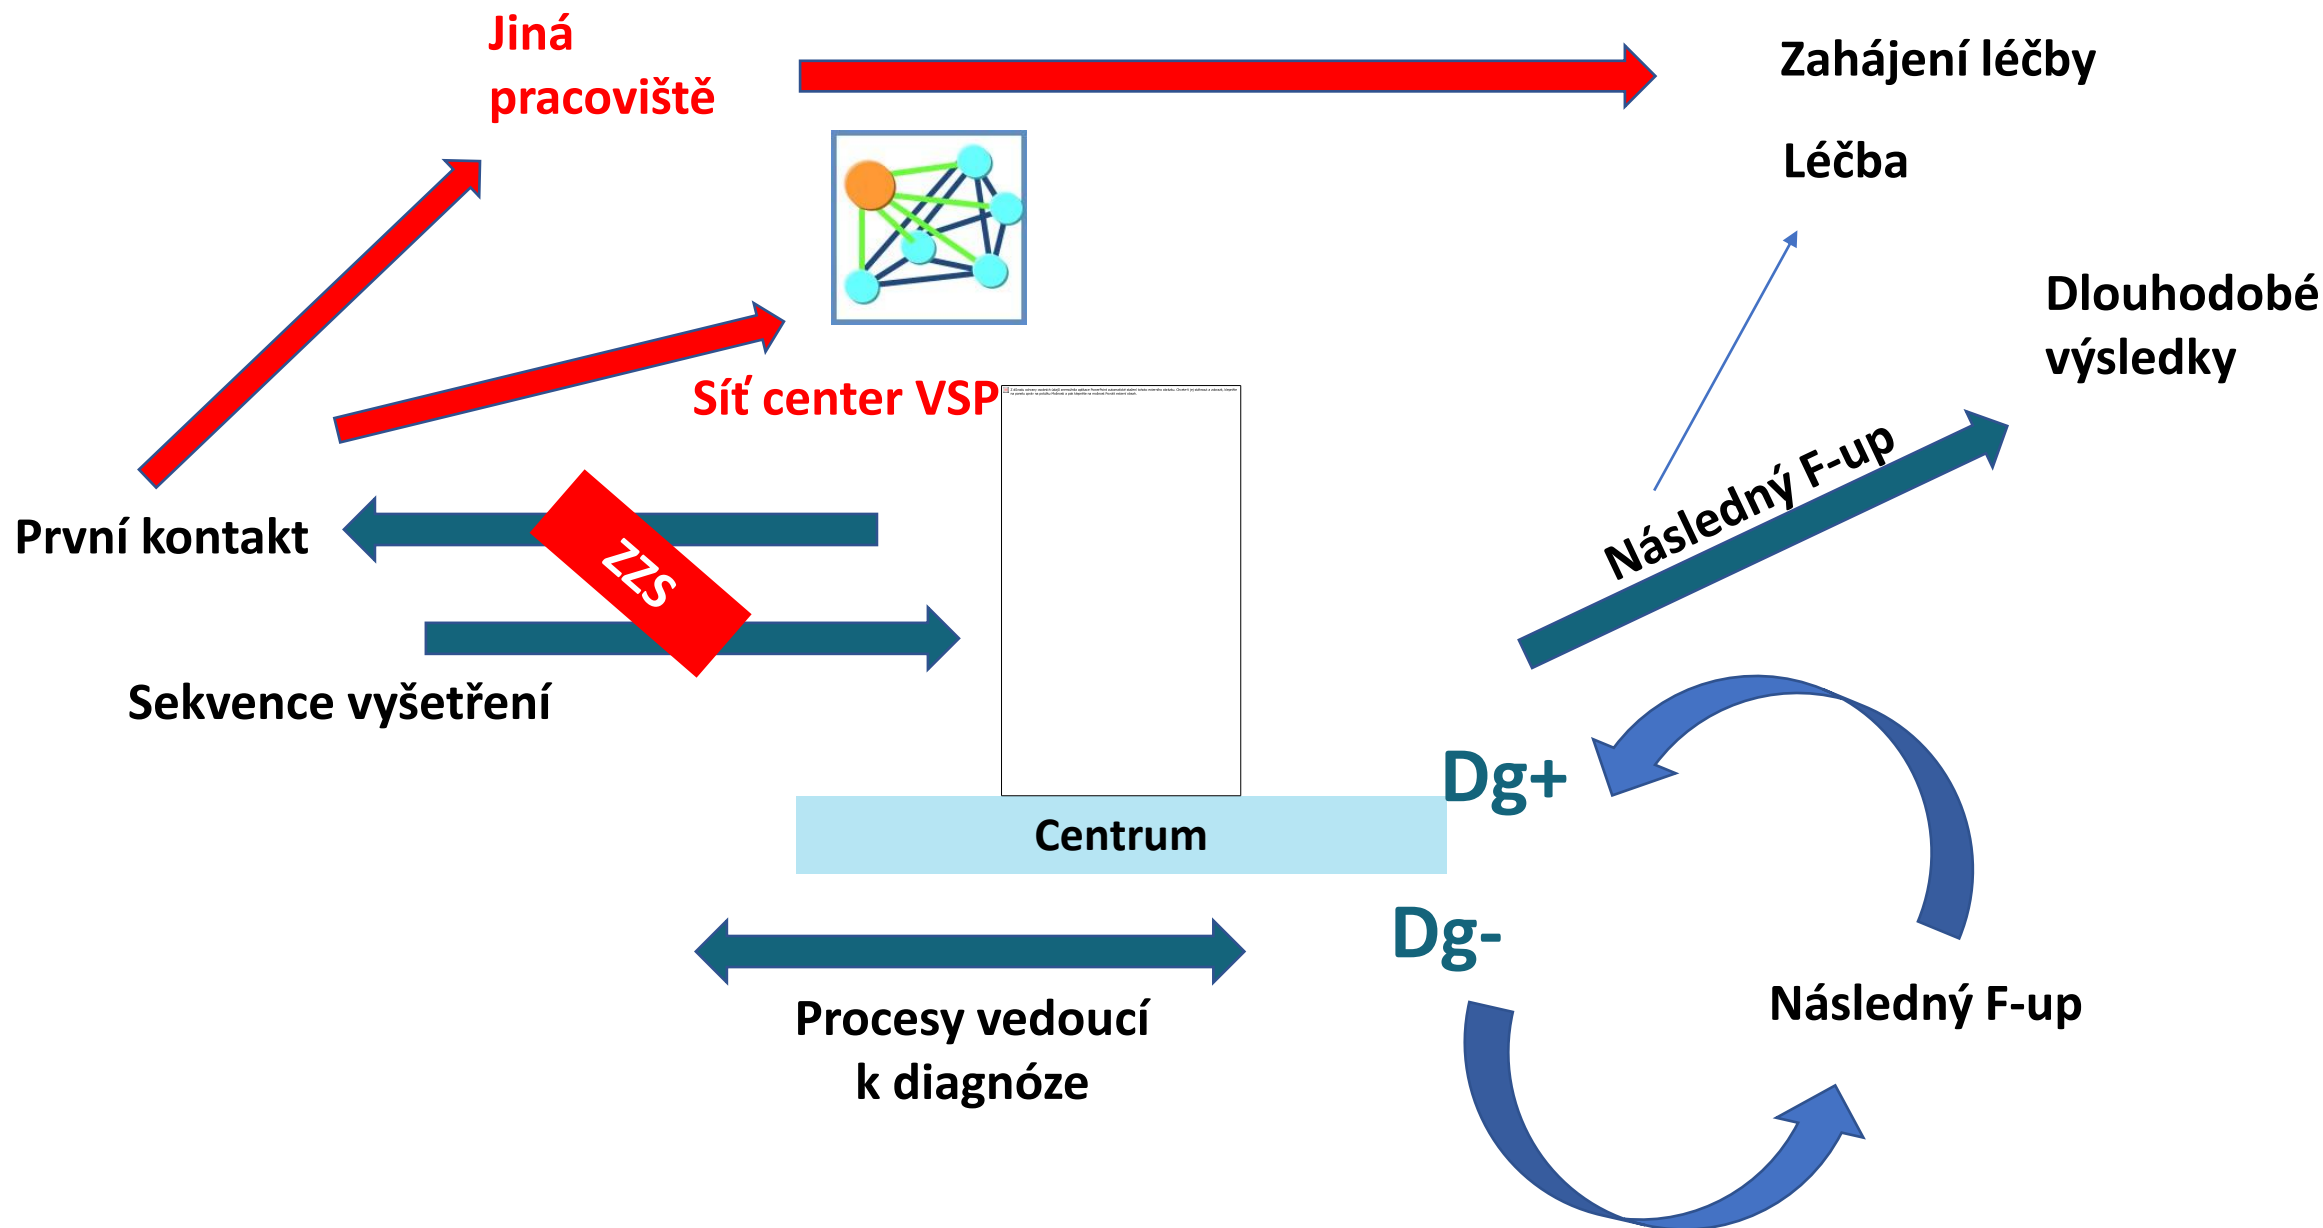 Jiná
pracoviště
Zahájení léčby
Léčba
Dlouhodobé
výsledky
Síť center VSP
Následný F-up
První kontakt
ZZS
Sekvence vyšetření
Dg+
Centrum
Dg-
Následný F-up
Procesy vedoucí
k diagnóze